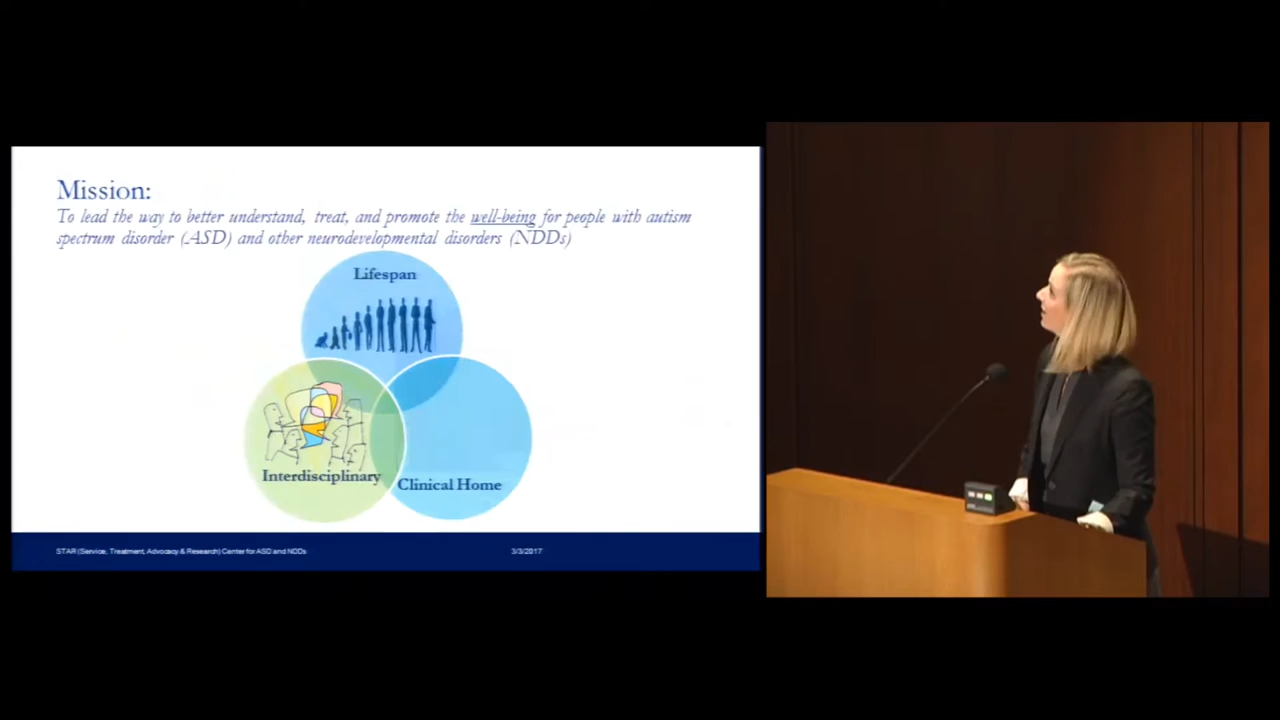 Mission:
To lead the way to better understand, treat, and promote the well-being for people with autism
spectrum disorder (ASD) and other neurodevelopmental disorders (NDDs)
Lifespan
Interdisciplinary
Clinical Home
STAR (Service, Treatment, Advocacy & Research) Center for ASD and NDDs
3/3/2017